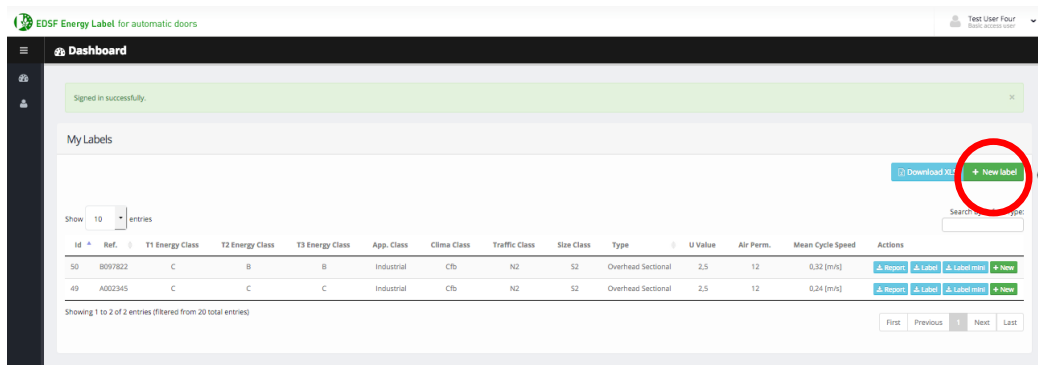 EDSF Energy Label for automatic doors
Test User Four
Basic access user
Dashboard
Signed in successfully.
×
My Labels
Download XL
+ New label
Show 10 entries
Search by
ype:
Id Ref. T1 Energy Class T2 Energy Class T3 Energy Class App. Class Clima Class Traffic Class Size Class Type U Value Air Perm. Mean Cycle Speed Actions
50 B097822 C B B Industrial Cfb N2 S2 Overhead Sectional 2,5 12 0,32 [m/s] Report Label Label mini + New
49 A002345 C C C Industrial Cfb N2 S2 Overhead Sectional 2,5 12 0,24 [m/s] Report Label Label mini + New
Showing 1 to 2 of 2 entries (filtered from 20 total entries)
First Previous 1 Next Last